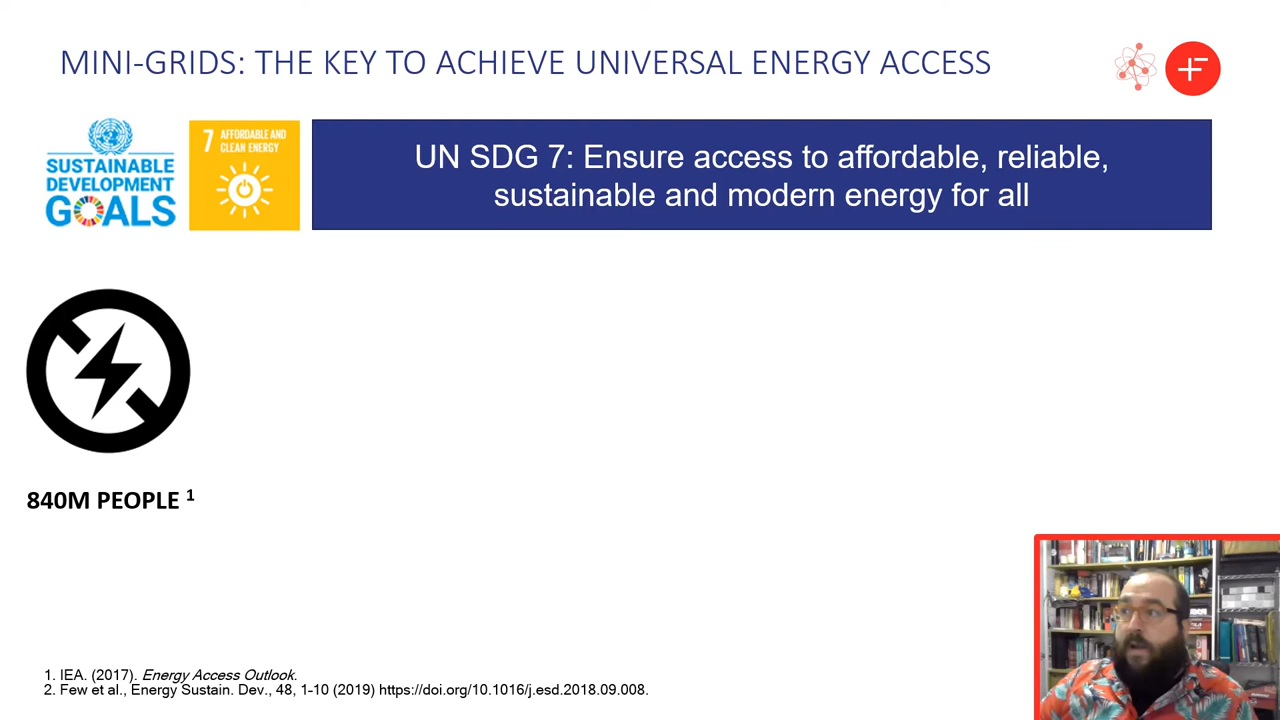 MINI-GRIDS: THE KEY TO ACHIEVE UNIVERSAL ENERGY ACCESS
SUSTAINABLE
DEVELOPMENT
GOALS
7 AFFORDABLE AND
CLEAN ENERGY
UN SDG 7: Ensure access to affordable, reliable,
sustainable and modern energy for all
840M PEOPLE ¹
1. IEA. (2017). Energy Access Outlook.
2. Few et al., Energy Sustain. Dev., 48, 1-10 (2019) https://doi.org/10.1016/j.esd.2018.09.008.